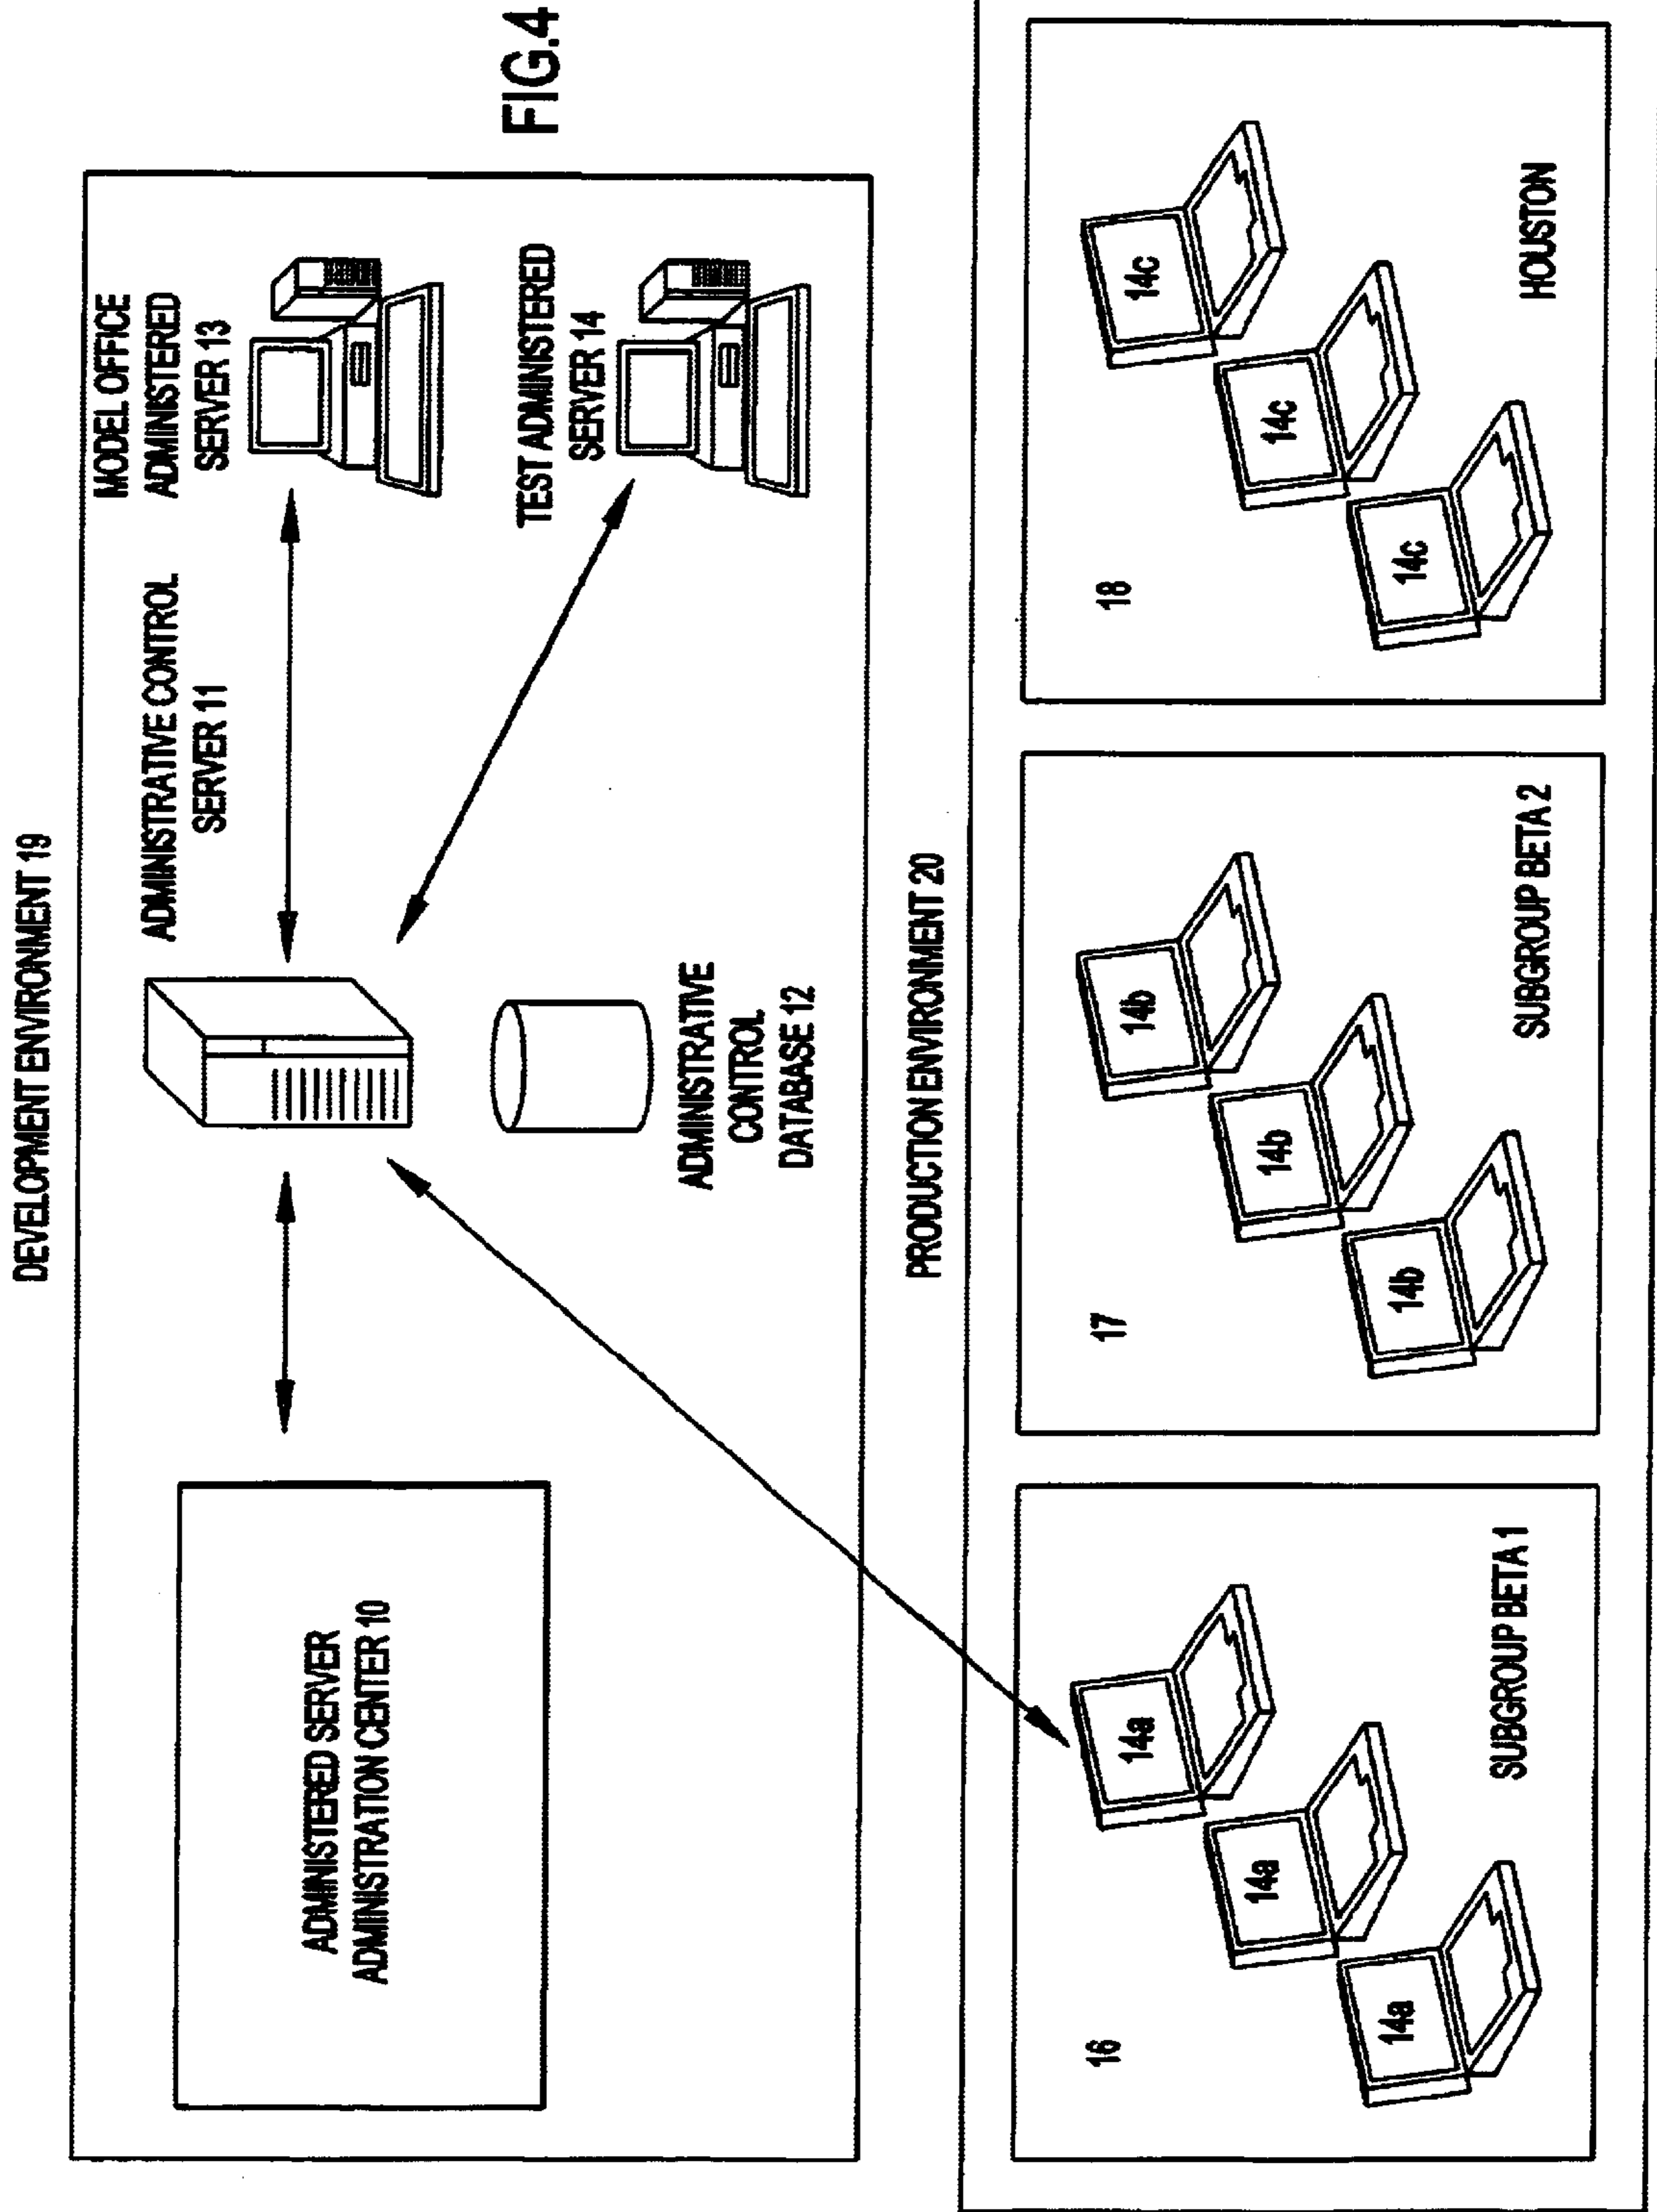 DEVELOPMENT ENVIRONMENT 19
ADMINISTERED SERVER
ADMINISTRATION CENTER 10
ADMINISTRATIVE CONTROL
SERVER 11
MODEL OFFICE
ADMINISTERED
SERVER 13
TEST ADMINISTERED
SERVER 14
ADMINISTRATIVE
CONTROL
DATABASE 12
FIG.4
PRODUCTION ENVIRONMENT 20
16
14a
14a
14a
SUBGROUP BETA 1
17
14b
14b
14b
SUBGROUP BETA 2
18
14c
14c
14c
HOUSTON